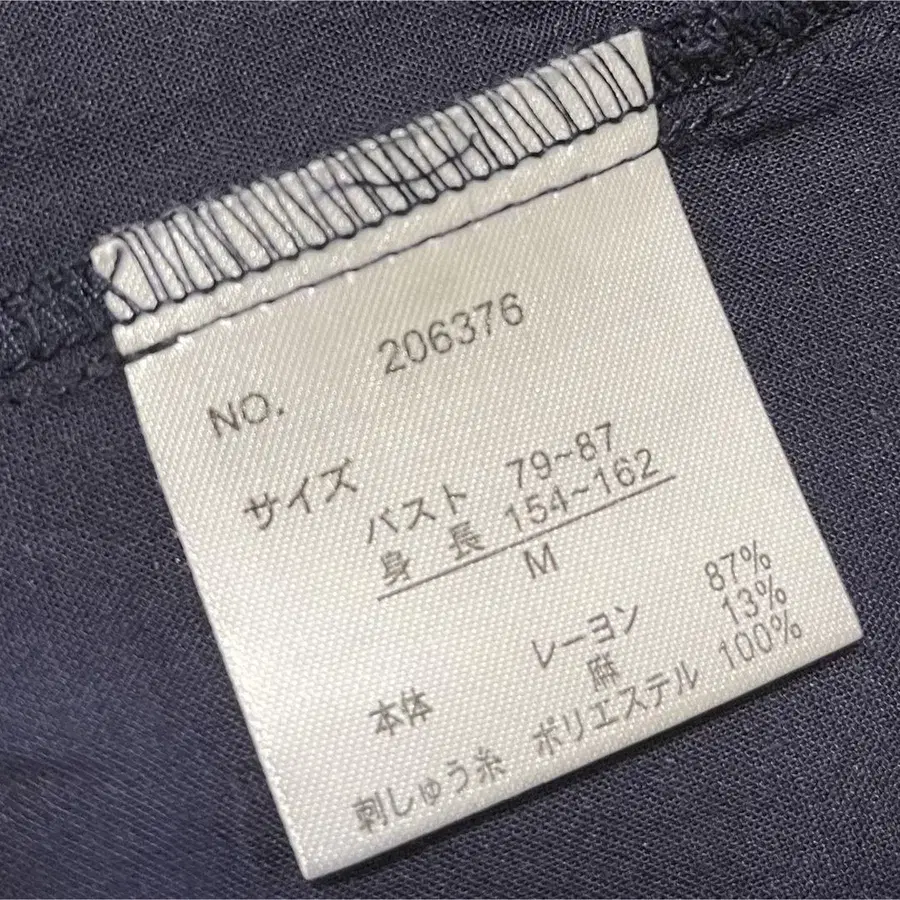 NO. 206376
サイズ
バスト 79~87
身長 154~162
M
本体 レーヨン 87%
麻 13%
刺しゅう糸 ポリエステル 100%